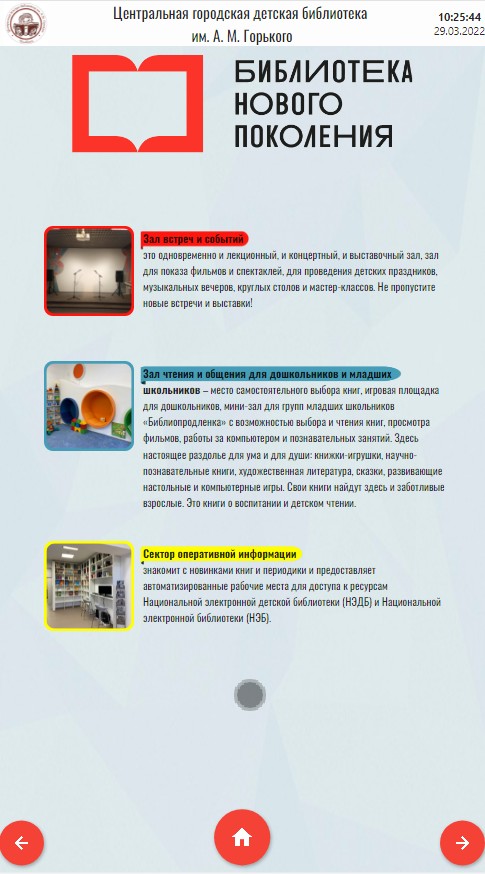 Центральная городская детская библиотека
им. А. М. Горького
10:25:44
29.03.2022
БИБЛИОТЕКА
НОВОГО
ПОКОЛЕНИЯ
Зал встреч и событий
это одновременно и лекционный, и концертный, и выставочный зал, зал
для показа фильмов и спектаклей, для проведения детских праздников,
музыкальных вечеров, круглых столов и мастер-классов. Не пропустите
новые встречи и выставки!
Зал чтения и общения для дошкольников и младших
школьников – место самостоятельного выбора книг, игровая площадка
для дошкольников, мини-зал для групп младших школьников
«Библиопродленка» с возможностью выбора и чтения книг, просмотра
фильмов, работы за компьютером и познавательных занятий. Здесь
настоящее раздолье для ума и для души: книжки-игрушки, научно-
познавательные книги, художественная литература, сказки, развивающие
настольные и компьютерные игры. Свои книги найдут здесь и заботливые
взрослые. Это книги о воспитании и детском чтении.
Сектор оперативной информации
знакомит с новинками книг и периодики и предоставляет
автоматизированные рабочие места для доступа к ресурсам
Национальной электронной детской библиотеки (НЭДБ) и Национальной
электронной библиотеки (НЭБ).